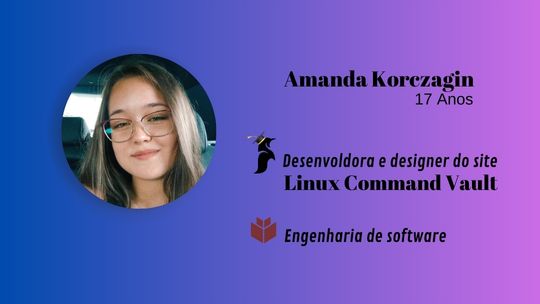 Amanda Korczagin
17 Anos
Desenvoldora e designer do site
Linux Command Vault
Engenharia de software